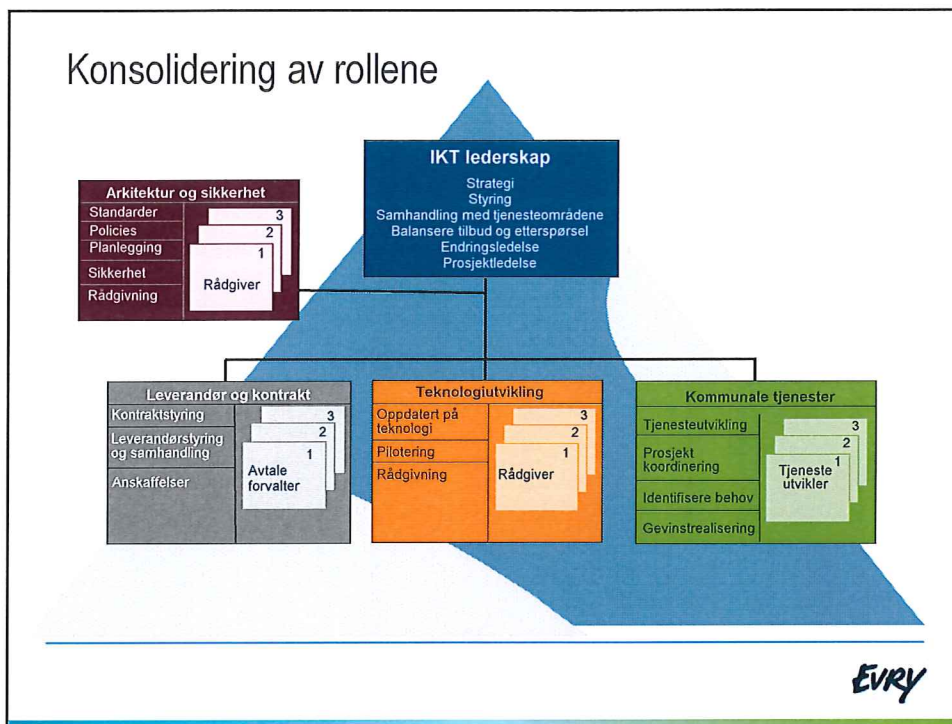 Konsolidering av rollene
IKT lederskap
Strategi
Styring
Samhandling med tjenesteområdene
Balansere tilbud og etterspørsel
Endringsledelse
Prosjektledelse
Arkitektur og sikkerhet
Standarder
Policies
Planlegging
Sikkerhet
Rådgivning
3
2
1
Rådgiver
Leverandør og kontrakt
Kontraktstyring
Leverandørstyring
og samhandling
Anskaffelser
3
2
1
Avtale
forvalter
Teknologiutvikling
Oppdatert på
teknologi
Pilotering
Rådgivning
3
2
1
Rådgiver
Kommunale tjenester
Tjenesteutvikling
Prosjekt
koordinering
Identifisere behov
Gevinstrealisering
3
2
1
Tjeneste
utvikler
EVRY